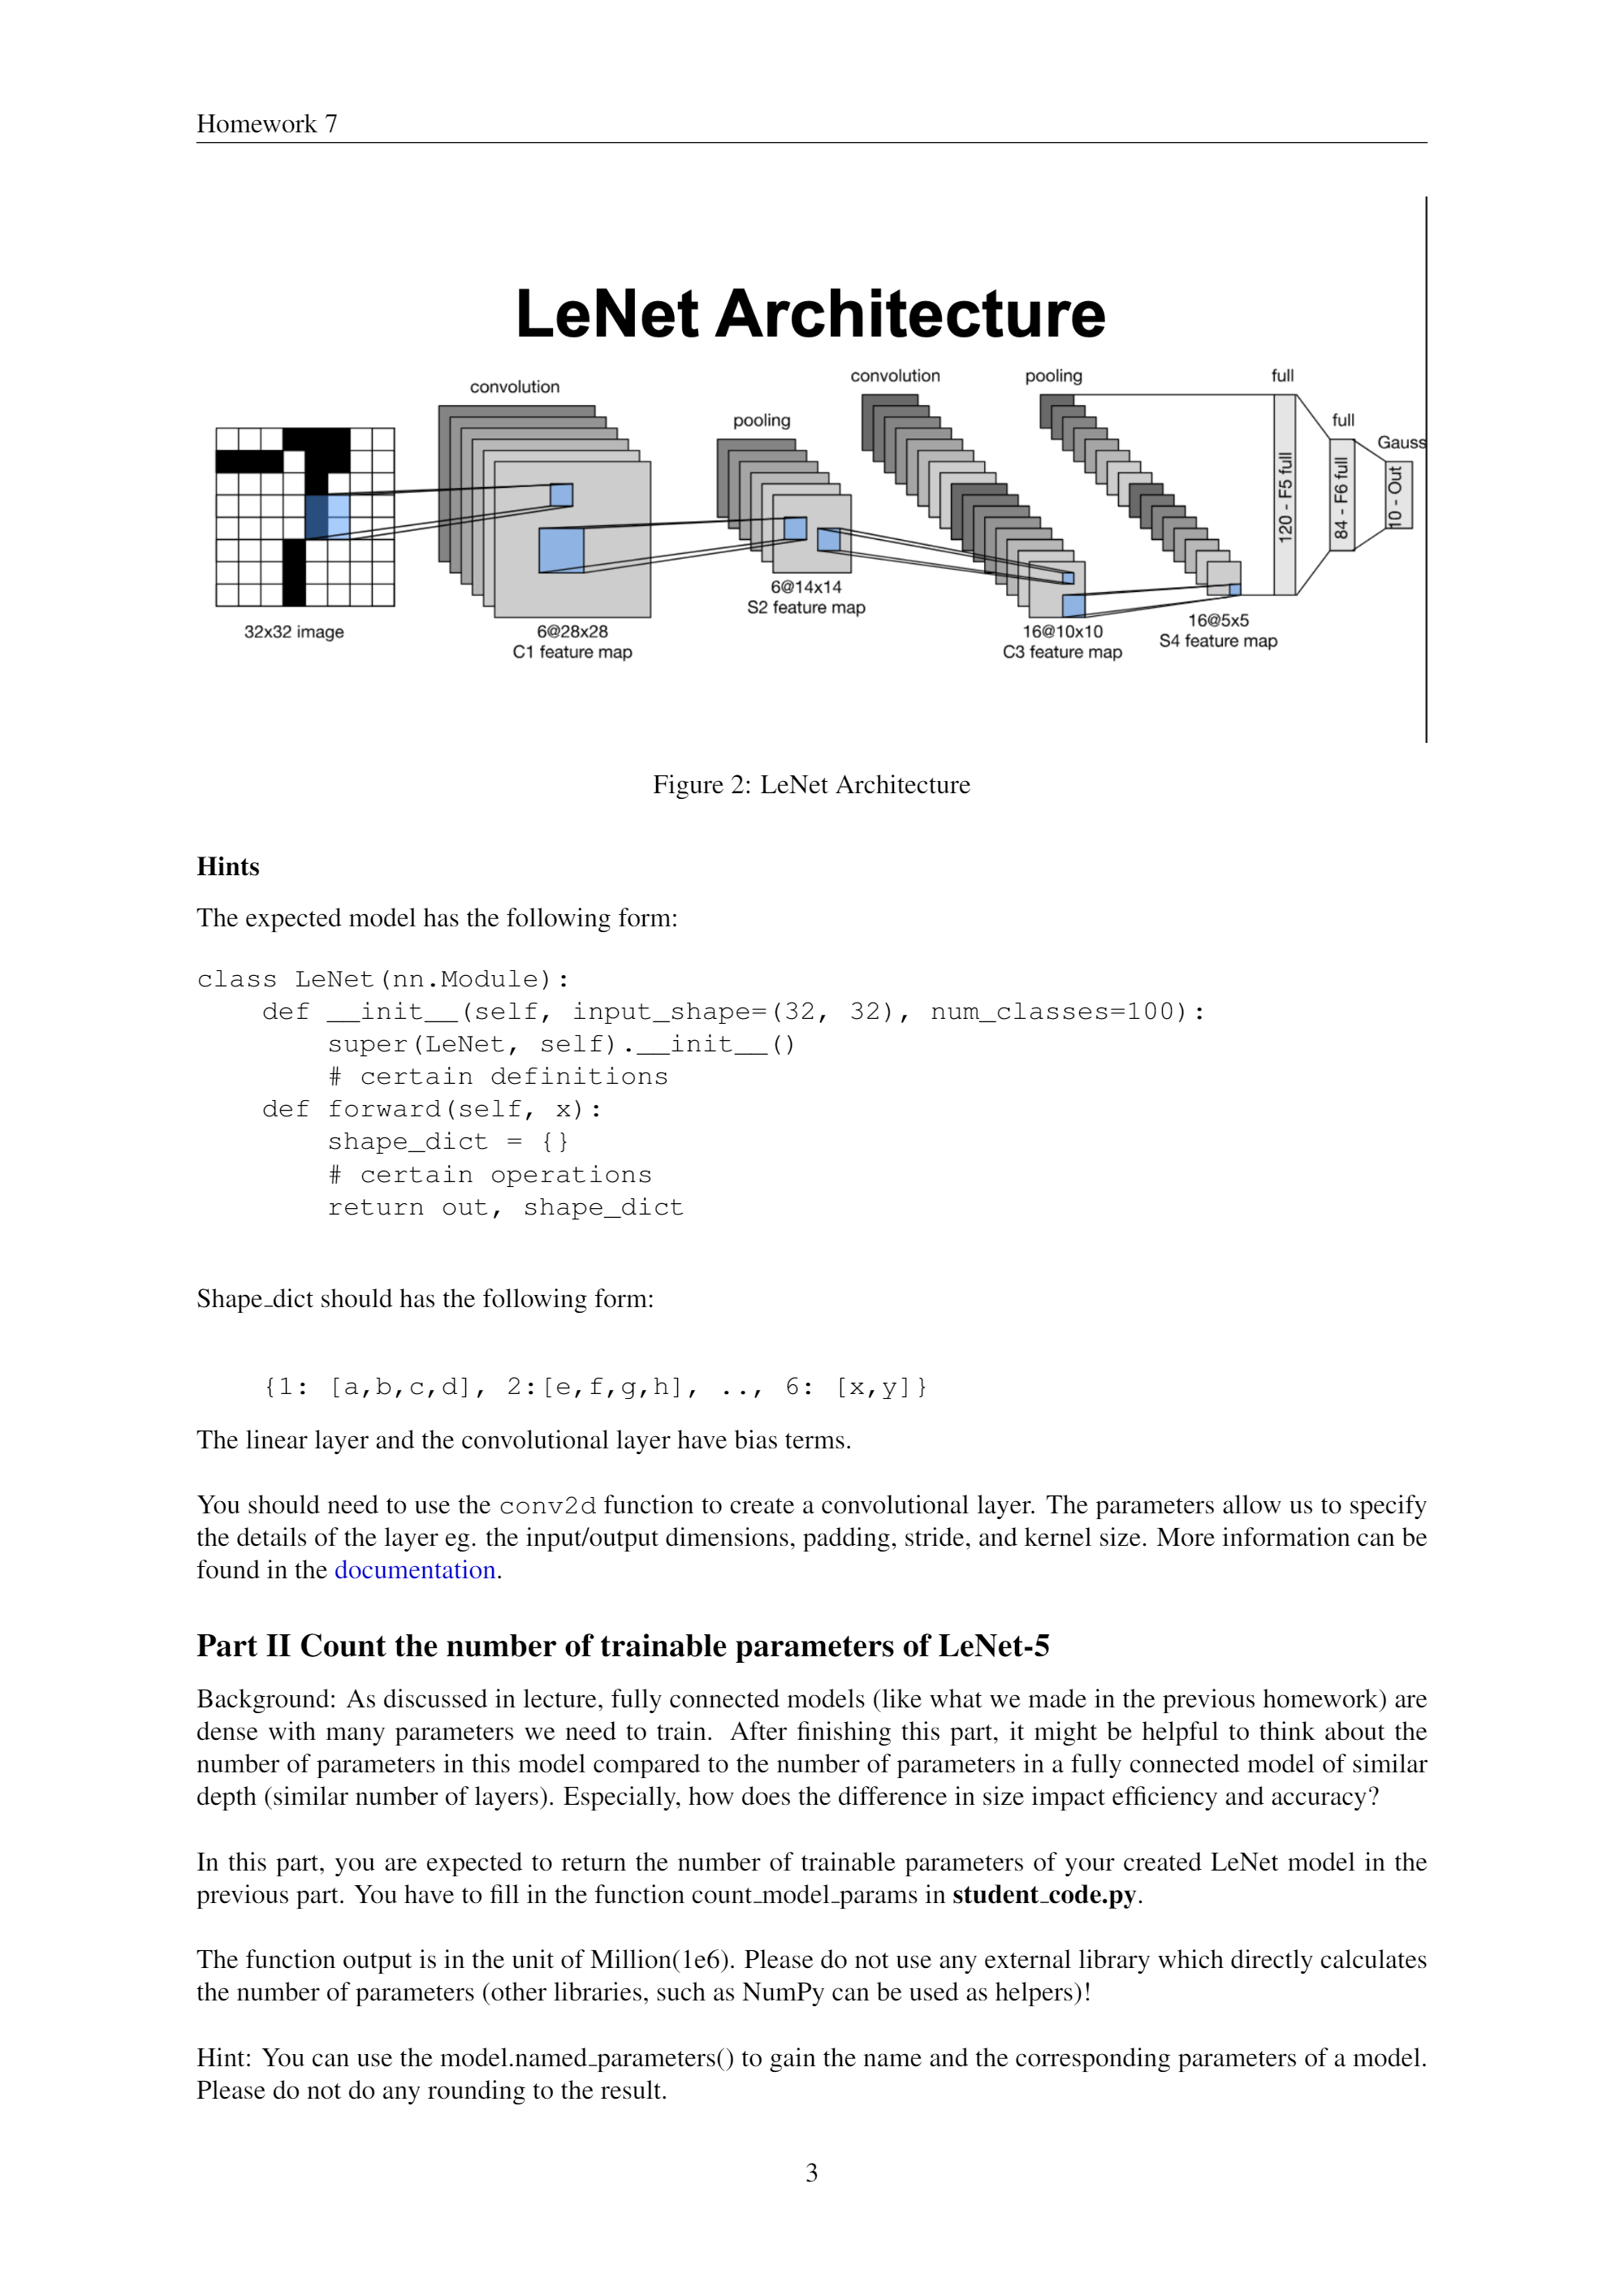 Homework 7
LeNet Architecture
convolution
pooling
convolution
pooling
full
full
Gauss
120 - F5 full
84 - F6 full
10 - Out
32x32 image
6@28x28
C1 feature map
6@14x14
S2 feature map
16@10x10
C3 feature map
16@5x5
S4 feature map
Figure 2: LeNet Architecture
Hints
The expected model has the following form:
class LeNet(nn.Module):
    def __init__(self, input_shape=(32, 32), num_classes=100):
        super(LeNet, self).__init__()
        # certain definitions
    def forward(self, x):
        shape_dict = {}
        # certain operations
        return out, shape_dict
Shape_dict should has the following form:
{1: [a,b,c,d], 2:[e,f,g,h], .., 6: [x,y]}
The linear layer and the convolutional layer have bias terms.
You should need to use the conv2d function to create a convolutional layer. The parameters allow us to specify
the details of the layer eg. the input/output dimensions, padding, stride, and kernel size. More information can be
found in the documentation.
Part II Count the number of trainable parameters of LeNet-5
Background: As discussed in lecture, fully connected models (like what we made in the previous homework) are
dense with many parameters we need to train. After finishing this part, it might be helpful to think about the
number of parameters in this model compared to the number of parameters in a fully connected model of similar
depth (similar number of layers). Especially, how does the difference in size impact efficiency and accuracy?
In this part, you are expected to return the number of trainable parameters of your created LeNet model in the
previous part. You have to fill in the function count_model_params in student_code.py.
The function output is in the unit of Million(1e6). Please do not use any external library which directly calculates
the number of parameters (other libraries, such as NumPy can be used as helpers)!
Hint: You can use the model.named_parameters() to gain the name and the corresponding parameters of a model.
Please do not do any rounding to the result.
3